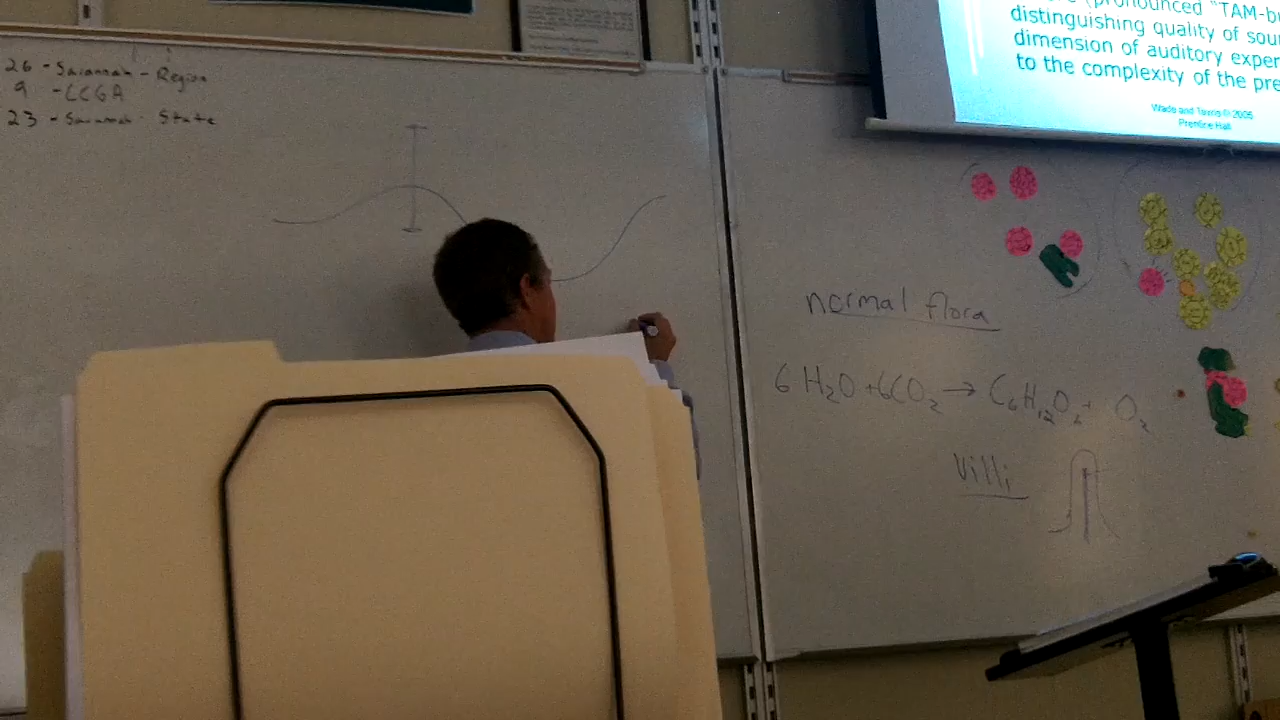 26 - Savannah - Region
9 - CCGA
23 - Savannah State
(pronounced "TAM-b
distinguishing quality of sou
dimension of auditory exper
to the complexity of the pre
Wade and Tavris © 2005
Prentice Hall
normal flora
6 H₂O + 6CO₂ → C₆H₁₂O₆ + O₂
Villi